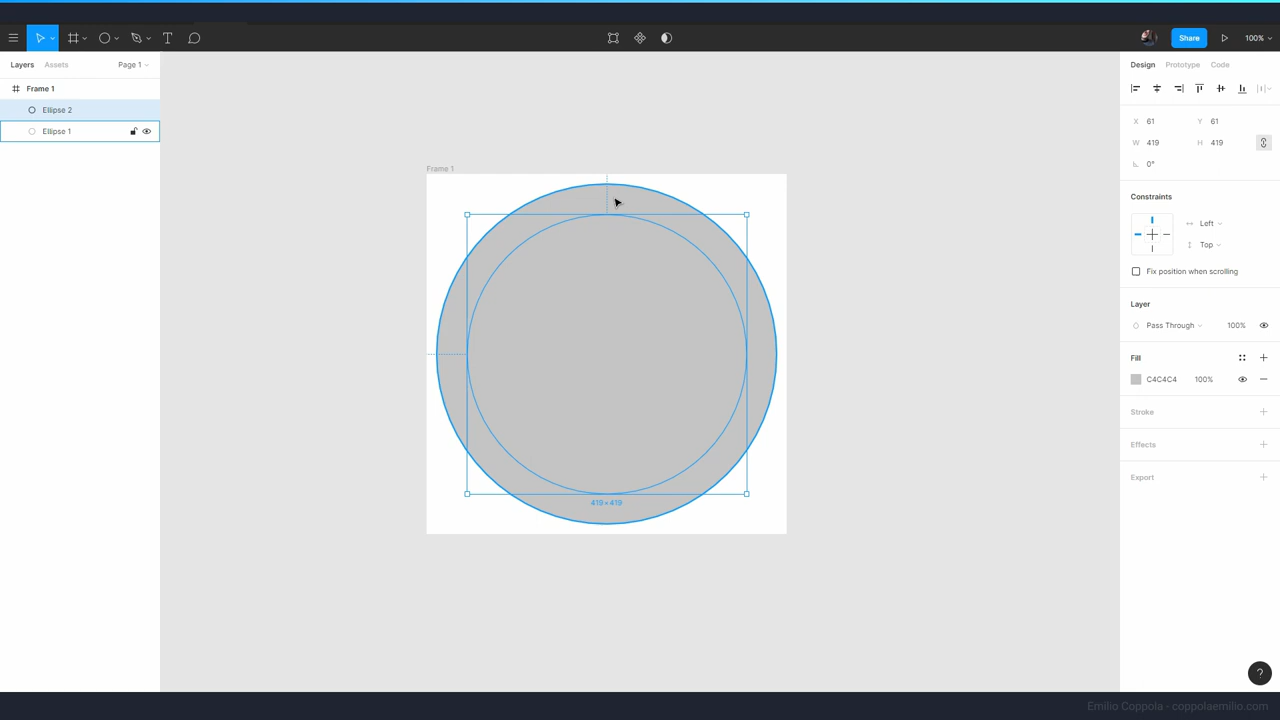 Share
100%
Layers
Assets
Page 1
Frame 1
Ellipse 2
Ellipse 1
Frame 1
419 × 419
Design
Prototype
Code
X 61
Y 61
W 419
H 419
0°
Constraints
Left
Top
Fix position when scrolling
Layer
Pass Through
100%
Fill
C4C4C4
100%
Stroke
Effects
Export
?
Emilio Coppola - coppolaemilio.com